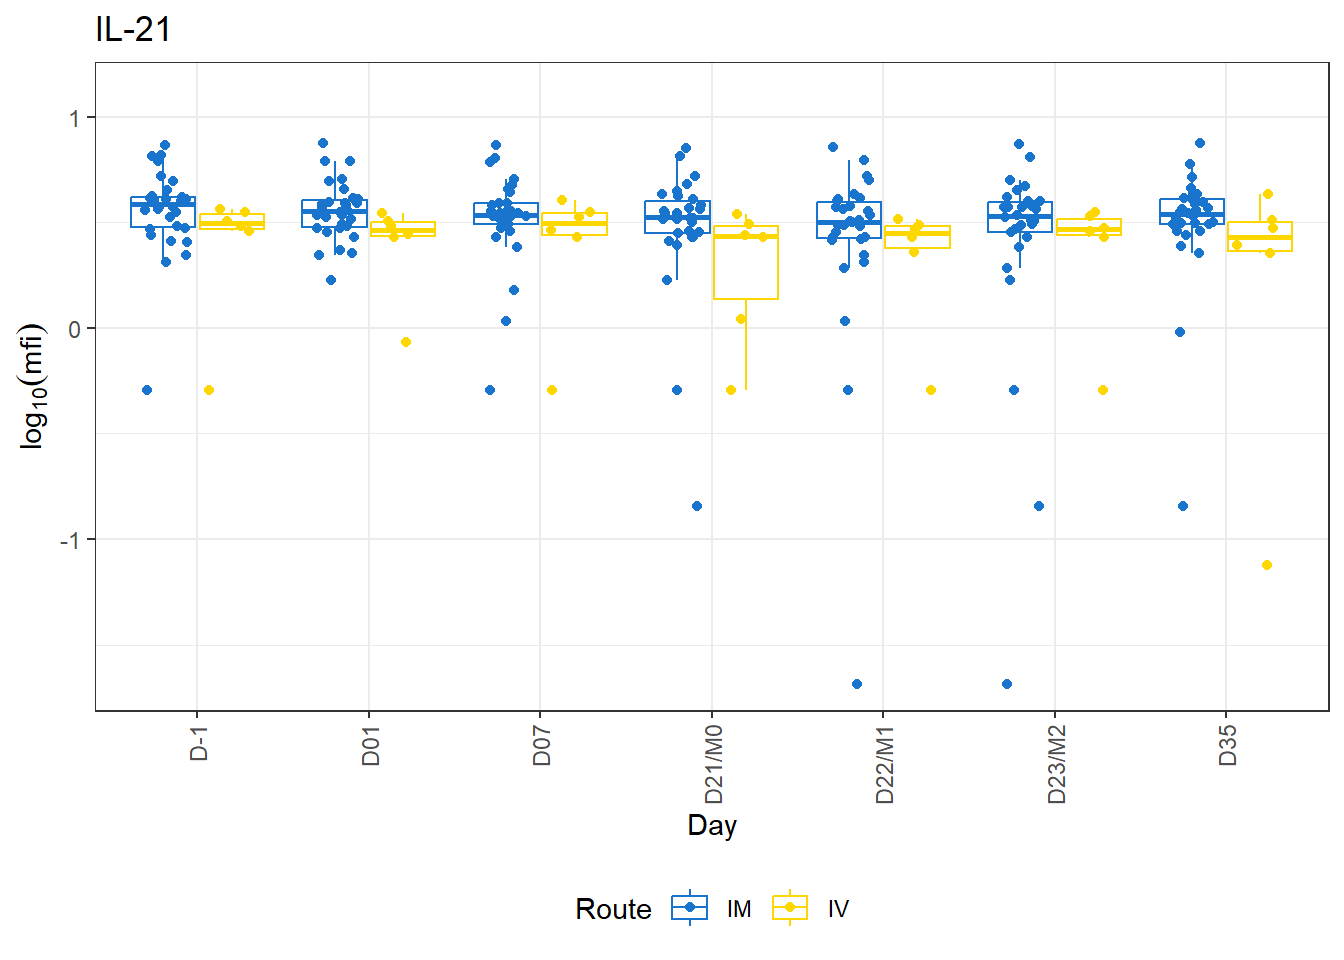 IL-21
1
0
-1
log10(mfi)
D-1
D01
D07
D21/M0
D22/M1
D23/M2
D35
Day
Route IM IV